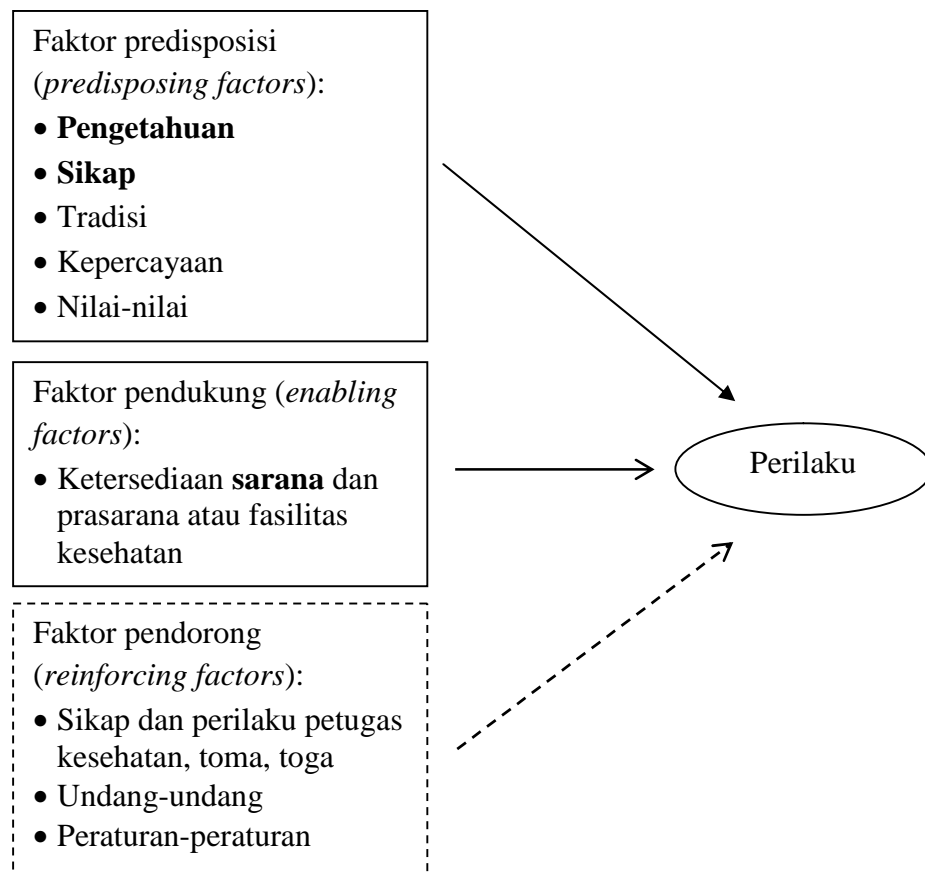 Faktor predisposisi
(predisposing factors):
• Pengetahuan
• Sikap
• Tradisi
• Kepercayaan
• Nilai-nilai
Faktor pendukung (enabling
factors):
• Ketersediaan sarana dan
prasarana atau fasilitas
kesehatan
Perilaku
Faktor pendorong
(reinforcing factors):
• Sikap dan perilaku petugas
kesehatan, toma, toga
• Undang-undang
• Peraturan-peraturan